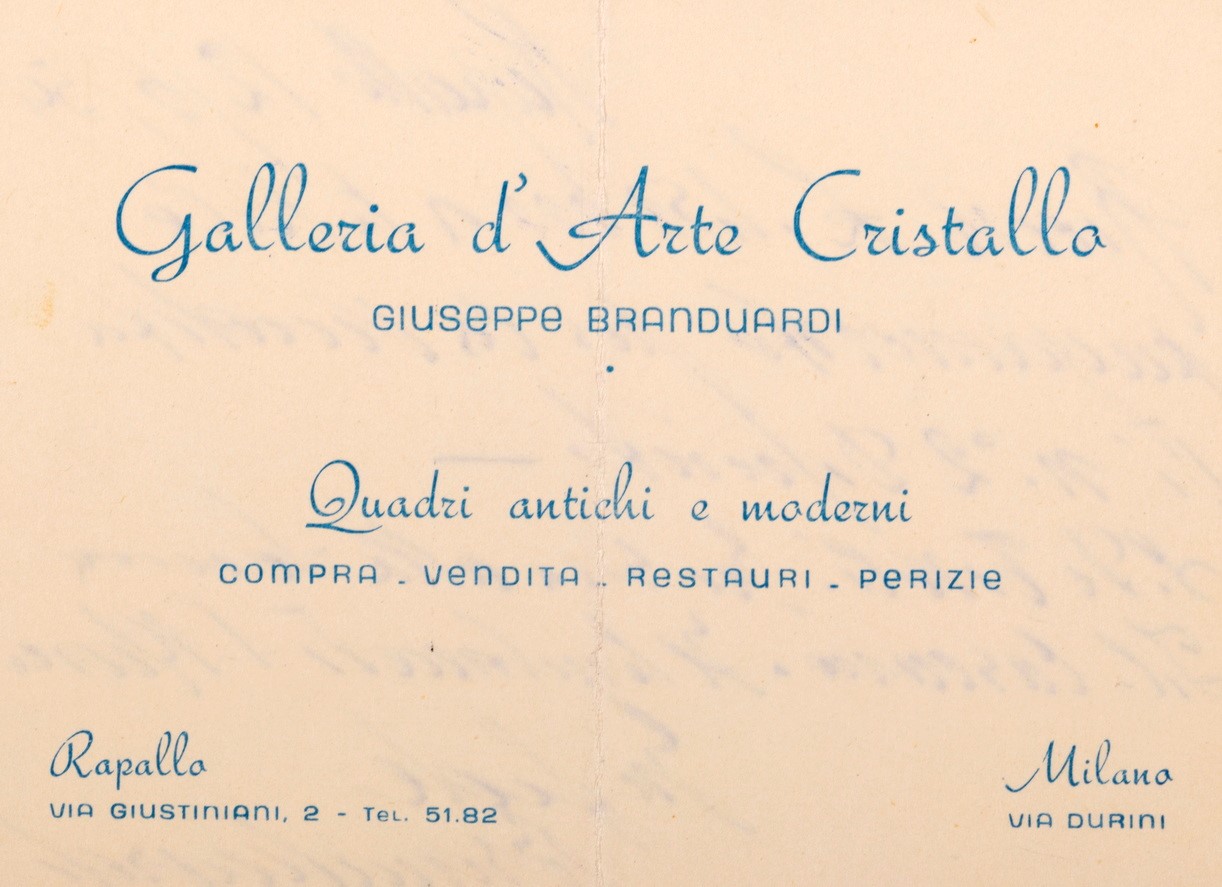 Galleria d'Arte Cristallo
GIUSEPPE BRANDUARDI
Quadri antichi e moderni
COMPRA - VENDITA - RESTAURI - PERIZIE
Rapallo
VIA GIUSTINIANI, 2 - TEL. 51.82
Milano
VIA DURINI